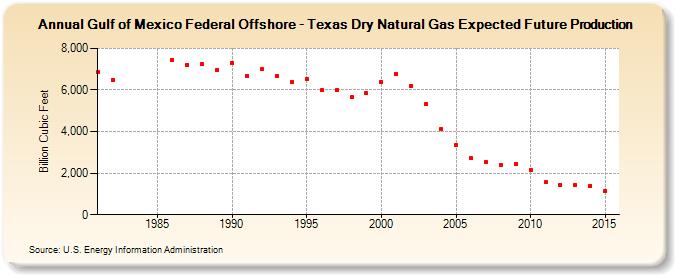 Annual Gulf of Mexico Federal Offshore - Texas Dry Natural Gas Expected Future Production
Billion Cubic Feet
8,000
6,000
4,000
2,000
0
1985 1990 1995 2000 2005 2010 2015
Source: U.S. Energy Information Administration